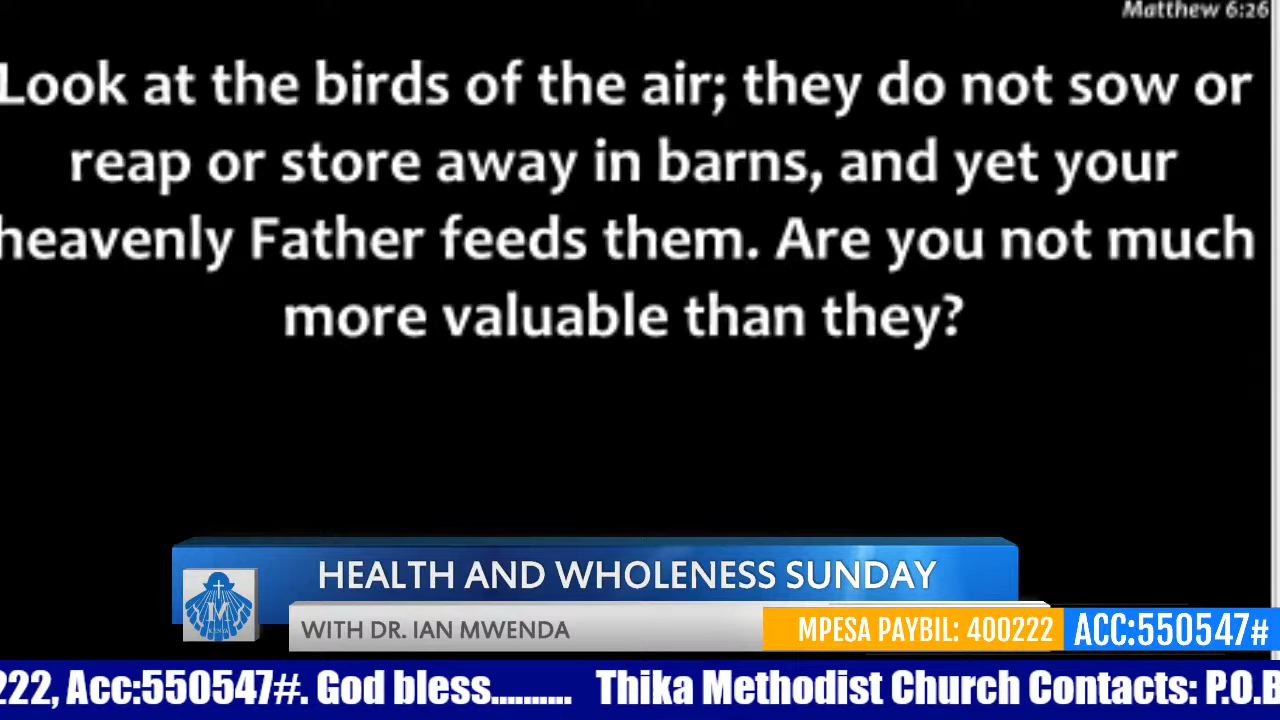 Matthew 6:26
Look at the birds of the air; they do not sow or
reap or store away in barns, and yet your
heavenly Father feeds them. Are you not much
more valuable than they?
HEALTH AND WHOLENESS SUNDAY
M
KENYA
WITH DR. IAN MWENDA
MPESA PAYBIL: 400222
ACC:550547#
222, Acc:550547#. God bless.......... Thika Methodist Church Contacts: P.O.B